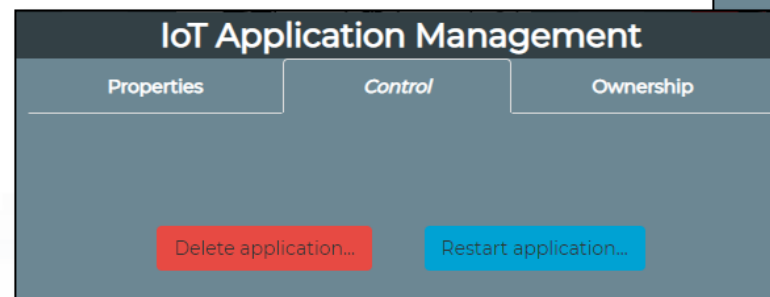 IoT Application Management
Properties Control Ownership
Delete application... Restart application...